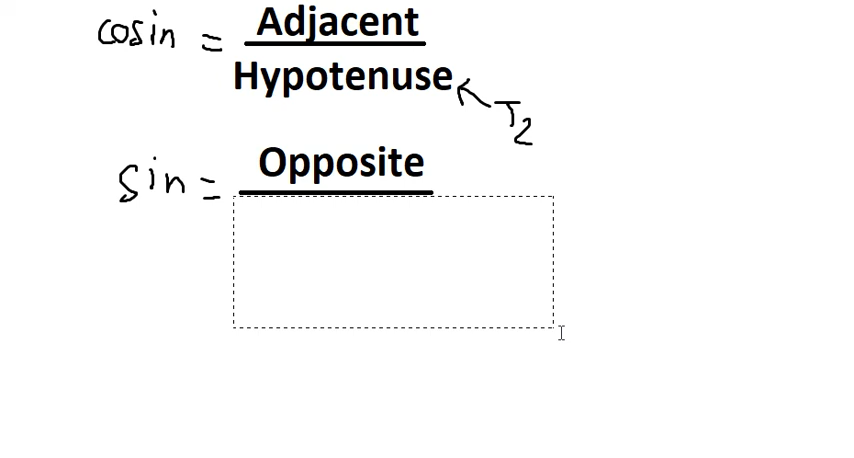 cosin = Adjacent
Hypotenuse
T2
sin = Opposite